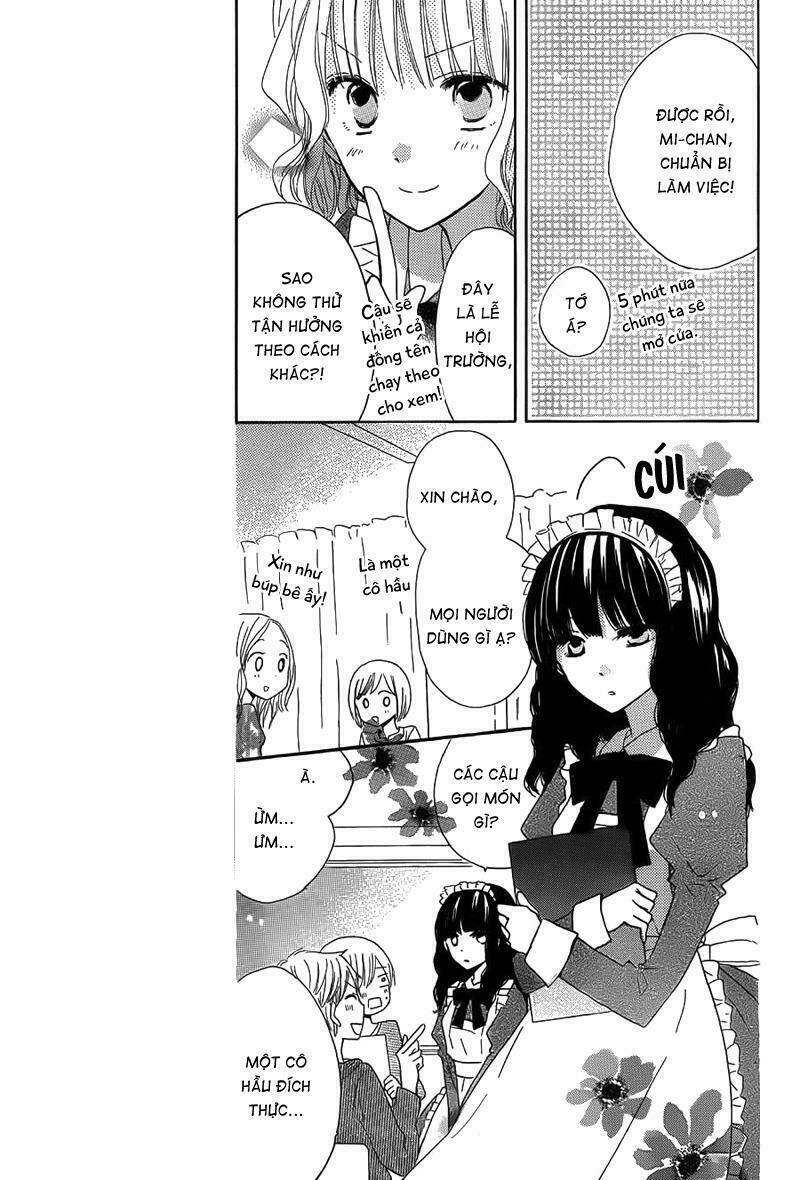 ĐƯỢC RỒI,
MI-CHAN,
CHUẨN BỊ
LÀM VIỆC!
5 phút nữa
chúng ta sẽ
mở cửa.
TỚ
Á?
ĐÂY
LÀ LỄ
HỘI
TRƯỜNG,
Cậu sẽ
khiến cả
đống tên
chạy theo
cho xem!
SAO
KHÔNG THỬ
TẬN HƯỞNG
THEO CÁCH
KHÁC?!
CÚI
XIN CHÀO,
MỌI NGƯỜI
DÙNG GÌ Ạ?
Là một
cô hầu
Xin như
búp bê ấy!
CÁC CẬU
GỌI MÓN
GÌ?
À.
ỪM...
ƯM...
MỘT CÔ
HẦU ĐÍCH
THỰC...